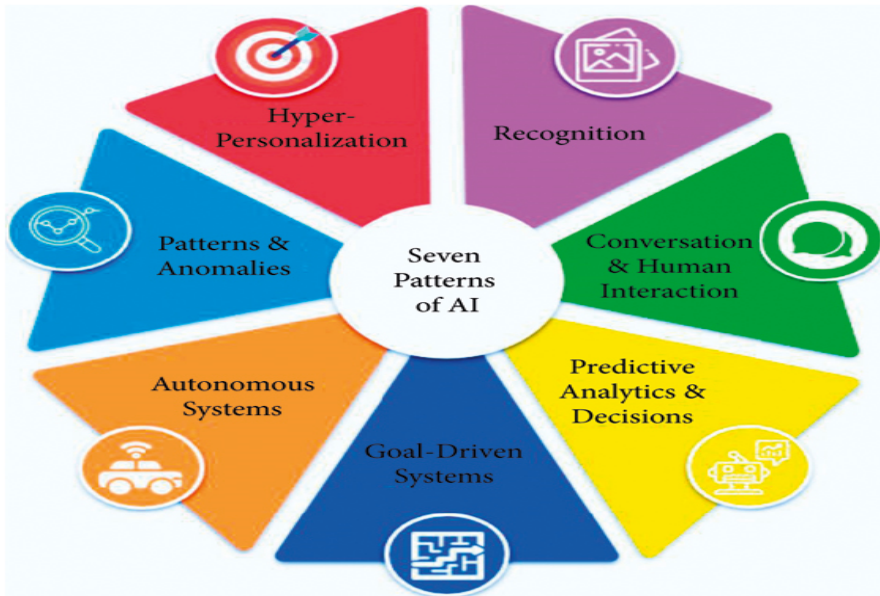 Hyper-
Personalization
Recognition
Patterns &
Anomalies
Seven
Patterns
of AI
Conversation
& Human
Interaction
Autonomous
Systems
Predictive
Analytics &
Decisions
Goal-Driven
Systems